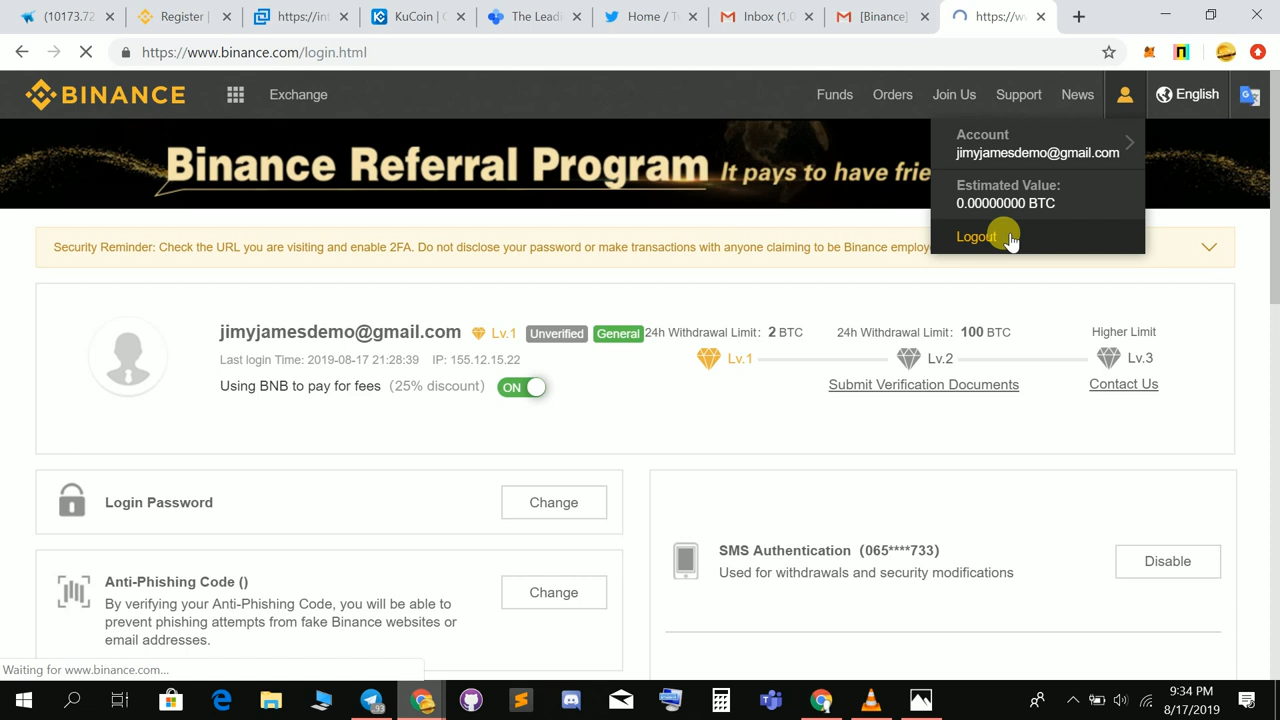 (10173.72
Register |
https://int
KuCoin | C
The Leadi
Home / Tw
Inbox (1,0
[Binance]
https://ww
https://www.binance.com/login.html
BINANCE
Exchange
Funds
Orders
Join Us
Support
News
English
Binance Referral Program It pays to have frie
Account
jimyjamesdemo@gmail.com
Estimated Value:
0.00000000 BTC
Logout
Security Reminder: Check the URL you are visiting and enable 2FA. Do not disclose your password or make transactions with anyone claiming to be Binance employe
jimyjamesdemo@gmail.com Lv.1 Unverified General
24h Withdrawal Limit: 2 BTC
24h Withdrawal Limit: 100 BTC
Higher Limit
Lv.1
Lv.2
Lv.3
Last login Time: 2019-08-17 21:28:39 IP: 155.12.15.22
Using BNB to pay for fees (25% discount) ON
Submit Verification Documents
Contact Us
Login Password
Change
Anti-Phishing Code ()
By verifying your Anti-Phishing Code, you will be able to
prevent phishing attempts from fake Binance websites or
email addresses.
Change
SMS Authentication (065****733)
Used for withdrawals and security modifications
Disable
Waiting for www.binance.com...
93
9:34 PM
8/17/2019